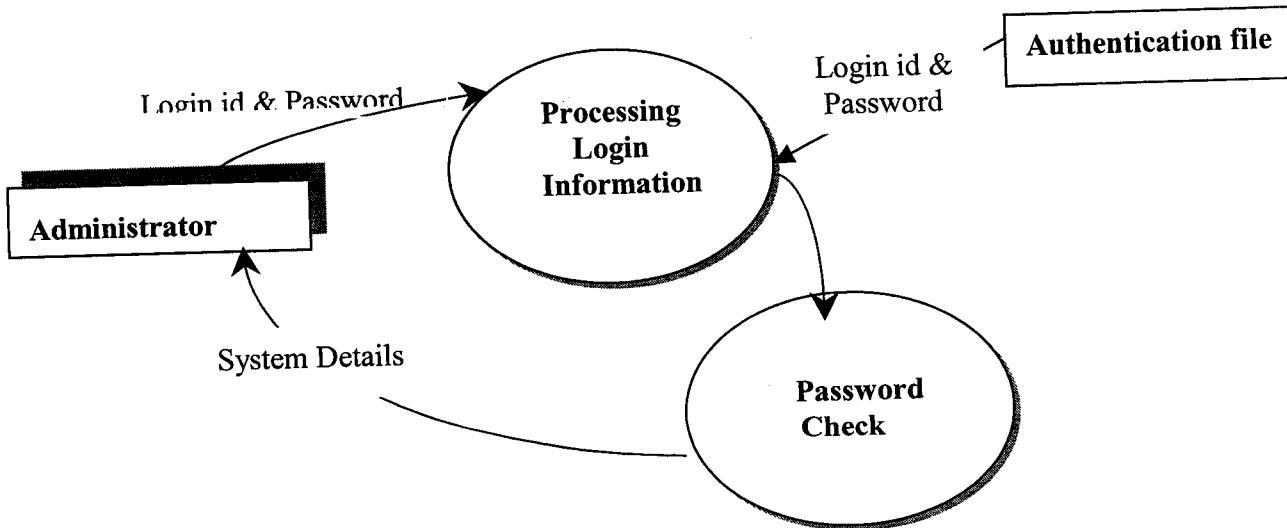 Authentication file
Login id &
Password
Login id & Password
Processing
Login
Information
Administrator
System Details
Password
Check